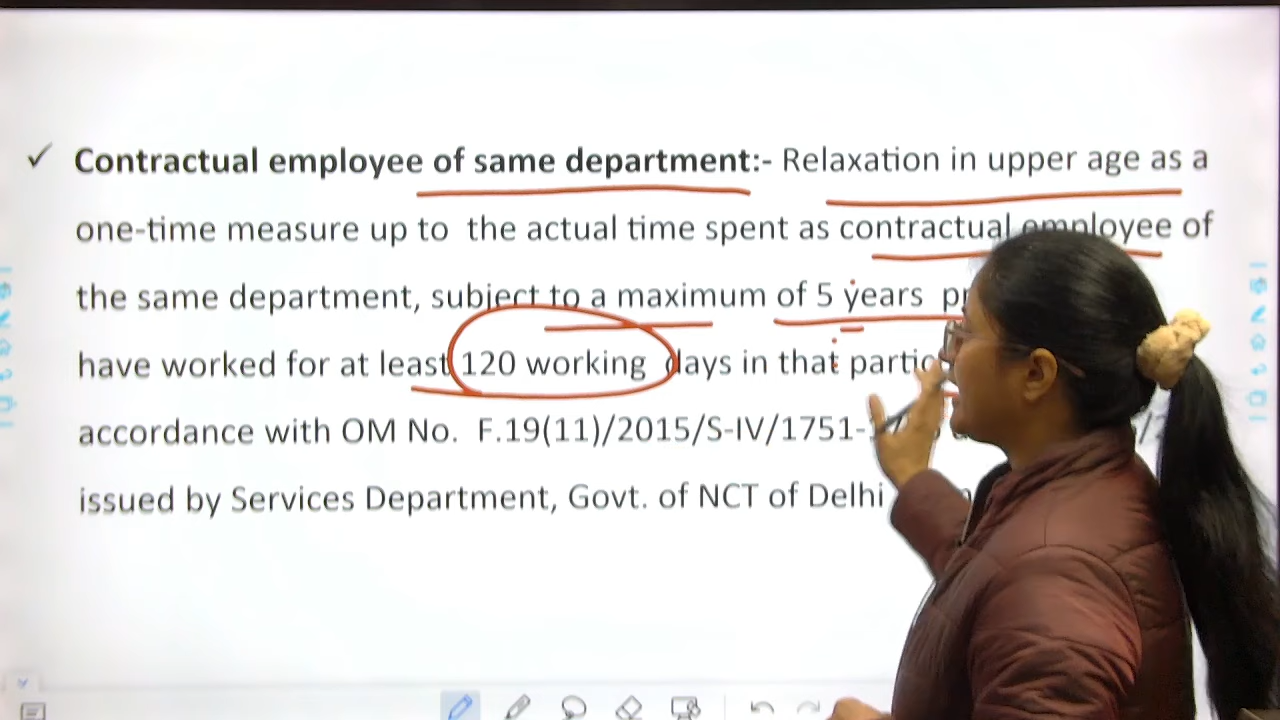 ✓ Contractual employee of same department:- Relaxation in upper age as a
one-time measure up to the actual time spent as contractual employee of
the same department, subject to a maximum of 5 years
have worked for at least 120 working days in that
accordance with OM No. F.19(11)/2015/S-IV/1751-
issued by Services Department, Govt. of NCT of Delhi